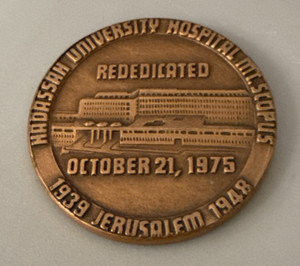 HADASSAH UNIVERSITY HOSPITAL MT. SCOPUS
REDEDICATED
OCTOBER 21, 1975
1939 JERUSALEM 1948